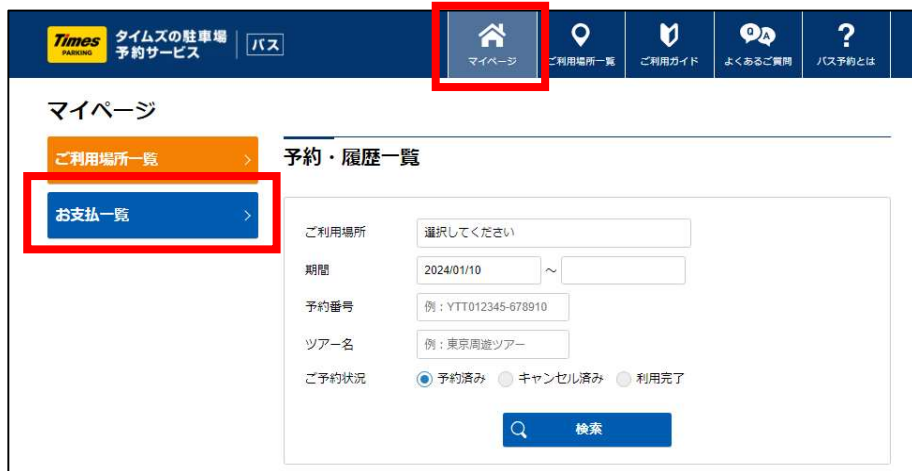 Times PARKING
タイムズの駐車場
予約サービス
バス
マイページ
ご利用場所一覧
ご利用ガイド
よくあるご質問
バス予約とは
マイページ
ご利用場所一覧
お支払一覧
予約・履歴一覧
ご利用場所 選択してください
期間 2024/01/10 ～
予約番号 例：YTT012345-678910
ツアー名 例：東京周遊ツアー
ご予約状況 予約済み キャンセル済み 利用完了
検索